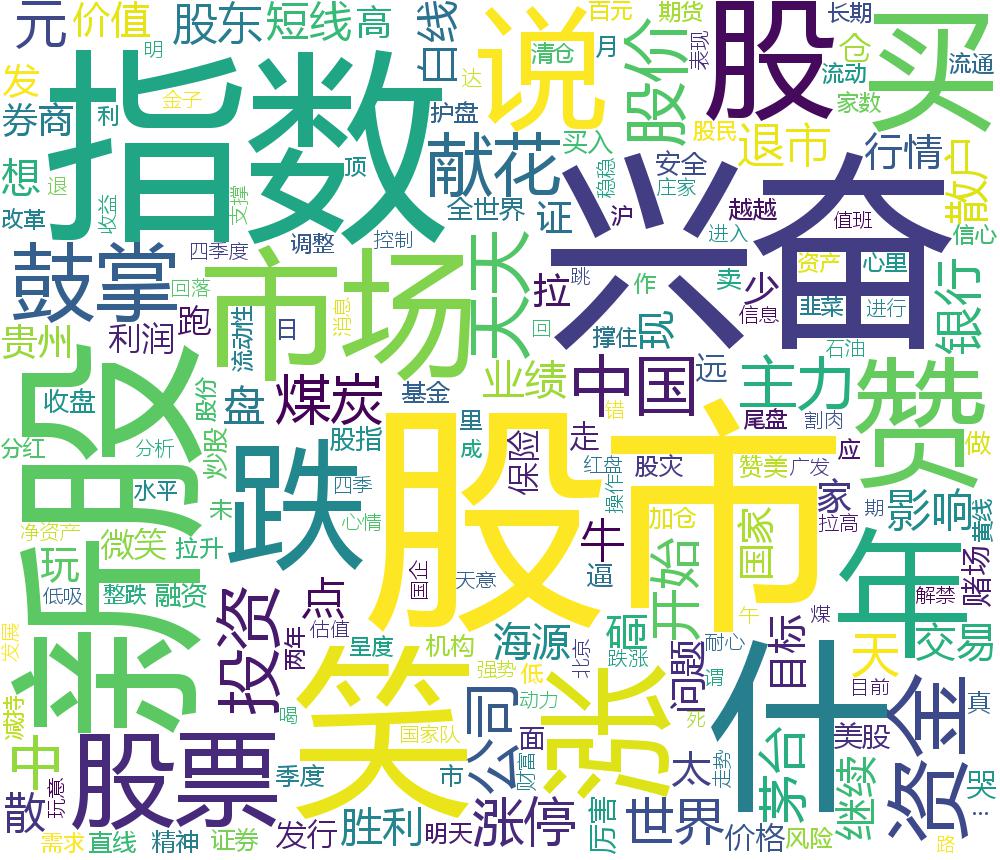 元
价值
股东
短线
高
白线
百元
期货
长期
说
股
买
清仓
月
表现
仓
流动
流通
发
明
金子
达
股价
家数
指数
券商
利
护盘
买入
股民
退市
行情
散户
献花
顶
想
退
安全
庄家
稳稳
改革
收益
支撑
全世界
证
沪
越越
值班
信心
兴奋
鼓掌
四季度
调整
控制
进入
市场
天天
资产
心里
银行
回落
拉
跳
作
卖
少
韭菜
进行
贵州
利润
跑
流动性
日
消息
回
撑住
现
信息
石油
新股
收盘
股份
盘
煤炭
基金
业绩
中国
远
主力
赞
分红
分析
炒股
股指
里
成
错
走
尾盘
割肉
做
跌
股市
水平
未
四季
保险
红盘
操作盘
股灾
赞美
广发
应
净资产
微笑
拉升
心情
牛
加仓
国家
家
期
拉高
影响
黄线
玩
低吸
整跌
融资
国企
天意
逼
开始
年
赌场
解禁
投资
点
估值
两年
呈度
机构
海源
砸
北京
跌涨
耐心
谓
问题
目标
天
交易
发展
减持
笑
强势
低
公司
涨
什
目前
资金
真
中
股票
喝
国家队
动力
面
死
走势
茅台
美股
季度
市
财富
太
继续
哭
散
玩意
涨停
厉害
世界
价格
风险
需求
直线
精神
证券
发行
胜利
明天
午
煤
路
...